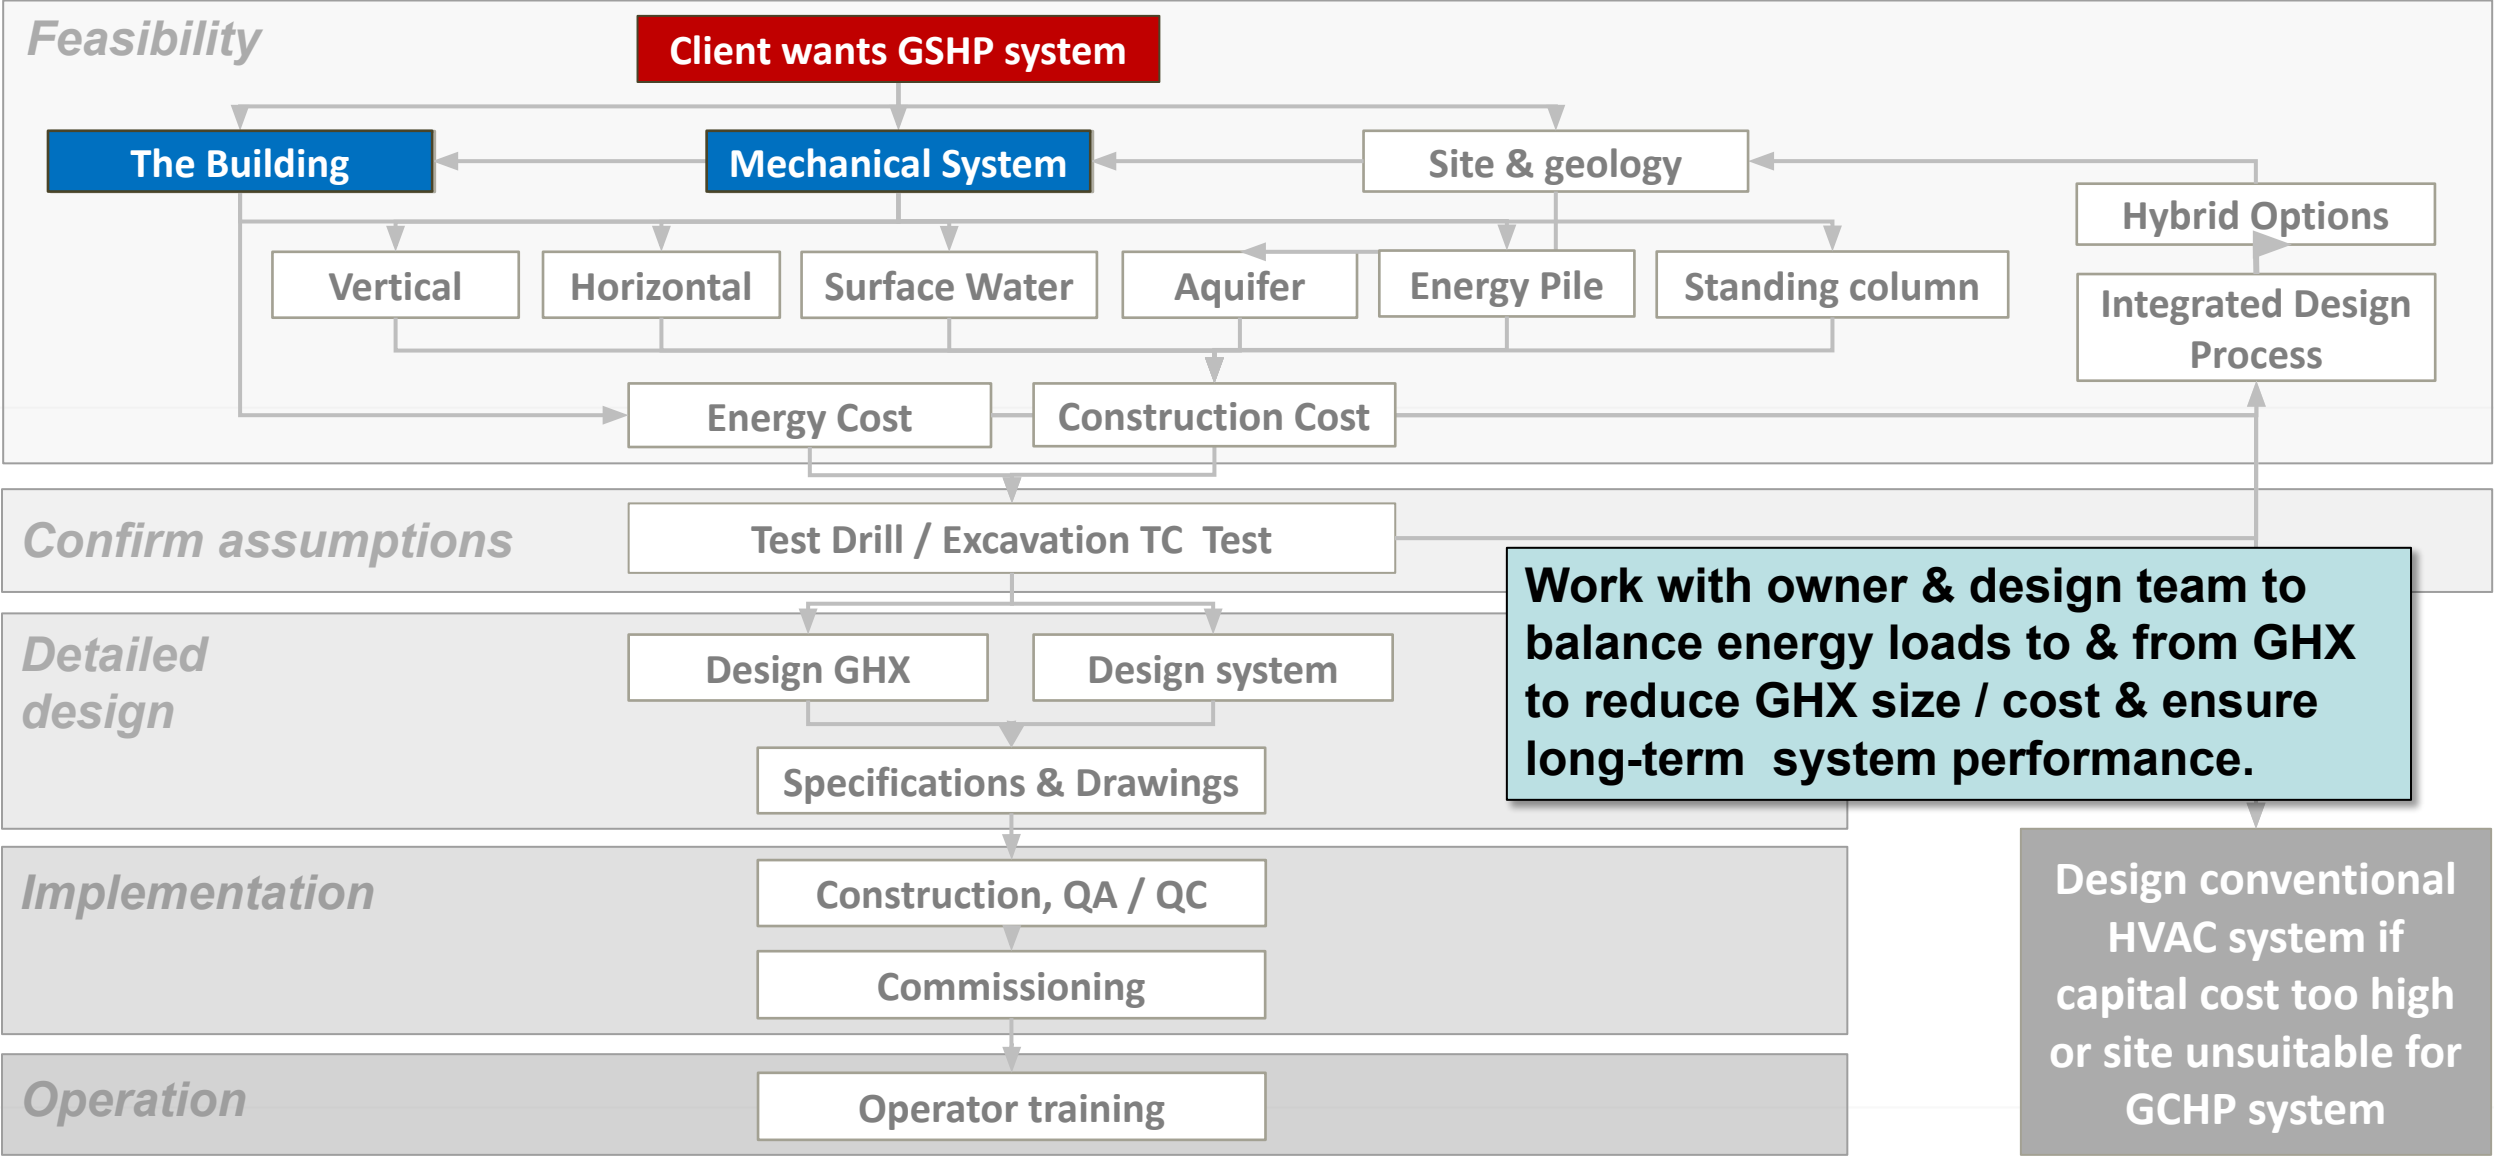 Feasibility
Client wants GSHP system
The Building
Mechanical System
Site & geology
Hybrid Options
Vertical
Horizontal
Surface Water
Aquifer
Energy Pile
Standing column
Integrated Design
Process
Energy Cost
Construction Cost
Confirm assumptions
Test Drill / Excavation TC  Test
Work with owner & design team to
balance energy loads to & from GHX
to reduce GHX size / cost & ensure
long-term  system performance.
Detailed
design
Design GHX
Design system
Specifications & Drawings
Implementation
Construction, QA / QC
Commissioning
Design conventional
HVAC system if
capital cost too high
or site unsuitable for
GCHP system
Operation
Operator training